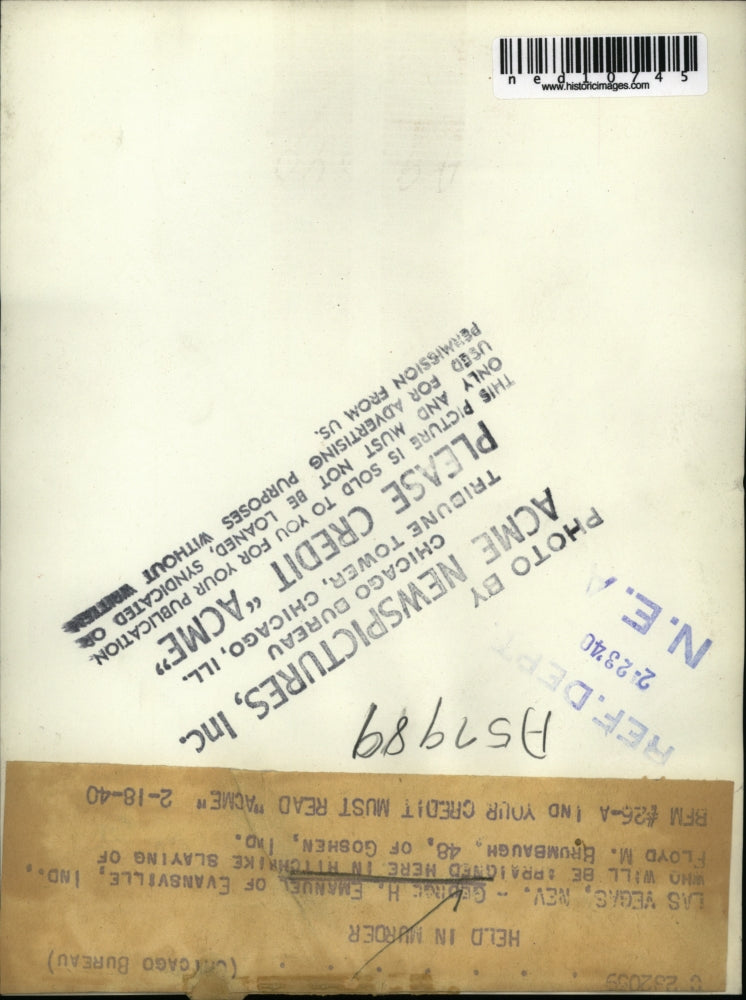 ned10745
www.historicimages.com
C 232039 . . . . . (CHICAGO BUREAU)
HELD IN MURDER
LAS VEGAS, NEV. - GEORGE H. EMANUEL OF EVANSVILLE, IND.,
WHO WILL BE ARRAIGNED HERE IN HITCHHIKE SLAYING OF
FLOYD M. BRUMBAUGH, 48, OF GOSHEN, IND.
BFM #26-A IND YOUR CREDIT MUST READ "ACME" 2-18-40
REF. DEPT
2-23-40
N.E.A
PHOTO BY
ACME NEWSPICTURES, Inc.
CHICAGO BUREAU
TRIBUNE TOWER, CHICAGO, ILL.
PLEASE CREDIT "ACME"
THIS PICTURE IS SOLD TO YOU FOR YOUR PUBLICATION
ONLY AND MUST NOT BE LOANED, SYNDICATED OR
USED FOR ADVERTISING PURPOSES WITHOUT WRITTEN
PERMISSION FROM US.